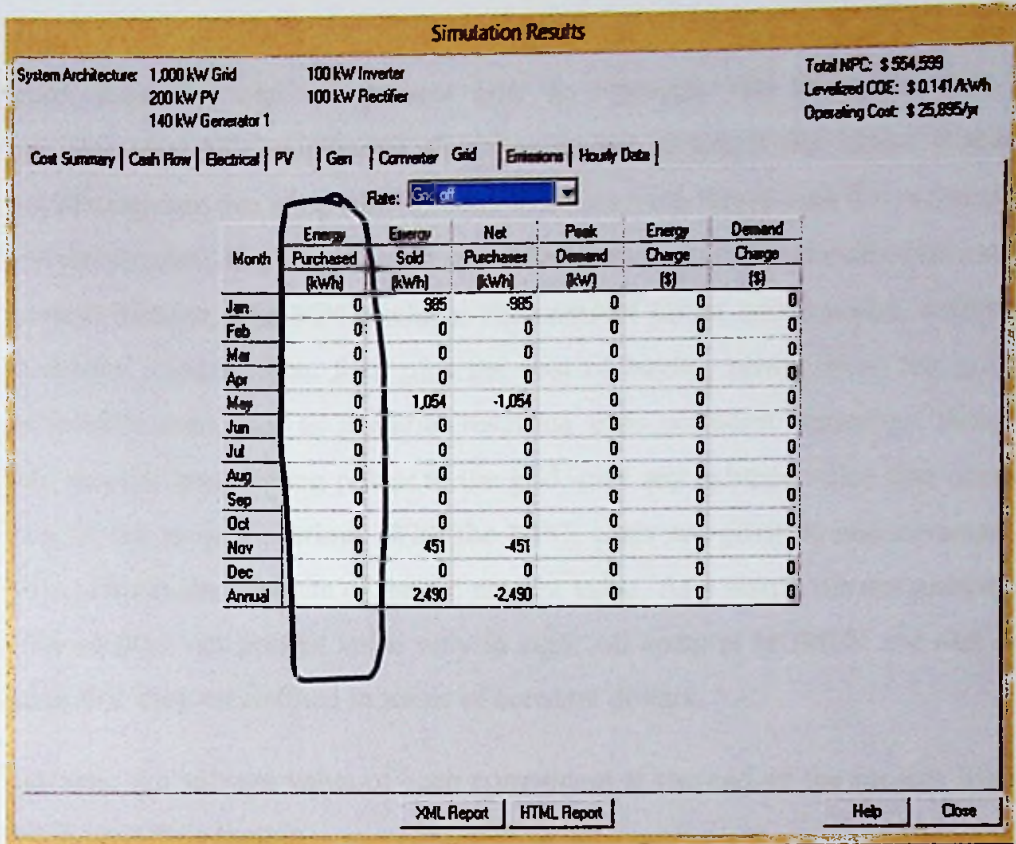 Simulation Results
System Architecture: 1,000 kW Grid 100 kW Inverter Total NPC: $ 554,599
200 kW PV 100 kW Rectifier Levelized COE: $ 0.141/kWh
140 kW Generator 1 Operating Cost: $ 25,895/yr
Cost Summary Cash Flow Electrical PV Gen Converter Grid Emissions Hourly Data
Rate: off
Energy Energy Net Peak Energy Demand
Month Purchased Sold Purchases Demand Charge Charge
(kWh) (kWh) (kWh) (kW) ($) ($)
Jan 0 985 -985 0 0 0
Feb 0 0 0 0 0 0
Mar 0 0 0 0 0 0
Apr 0 0 0 0 0 0
May 0 1,054 -1,054 0 0 0
Jun 0 0 0 0 0 0
Jul 0 0 0 0 0 0
Aug 0 0 0 0 0 0
Sep 0 0 0 0 0 0
Oct 0 0 0 0 0 0
Nov 0 451 -451 0 0 0
Dec 0 0 0 0 0 0
Annual 0 2,490 -2,490 0 0 0
XML Report HTML Report Help Close